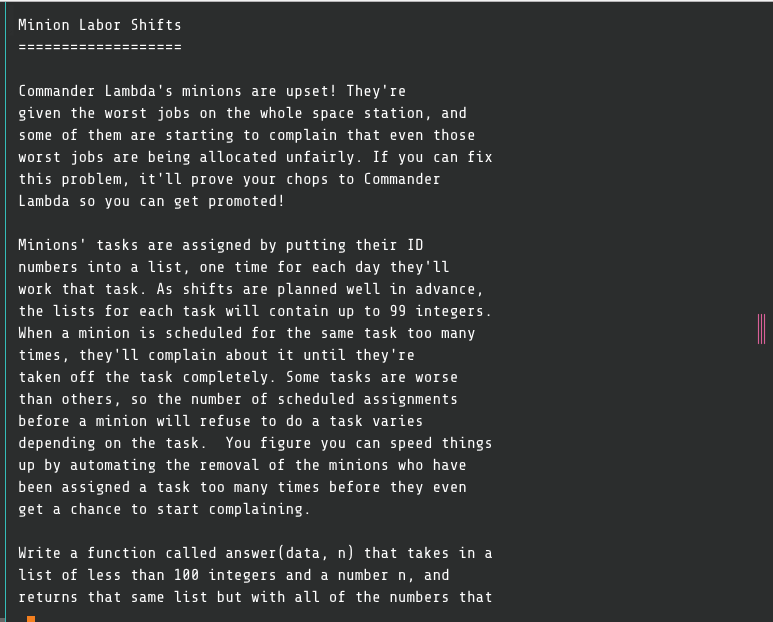 Minion Labor Shifts
===================
Commander Lambda's minions are upset! They're
given the worst jobs on the whole space station, and
some of them are starting to complain that even those
worst jobs are being allocated unfairly. If you can fix
this problem, it'll prove your chops to Commander
Lambda so you can get promoted!
Minions' tasks are assigned by putting their ID
numbers into a list, one time for each day they'll
work that task. As shifts are planned well in advance,
the lists for each task will contain up to 99 integers.
When a minion is scheduled for the same task too many
times, they'll complain about it until they're
taken off the task completely. Some tasks are worse
than others, so the number of scheduled assignments
before a minion will refuse to do a task varies
depending on the task.  You figure you can speed things
up by automating the removal of the minions who have
been assigned a task too many times before they even
get a chance to start complaining.
Write a function called answer(data, n) that takes in a
list of less than 100 integers and a number n, and
returns that same list but with all of the numbers that